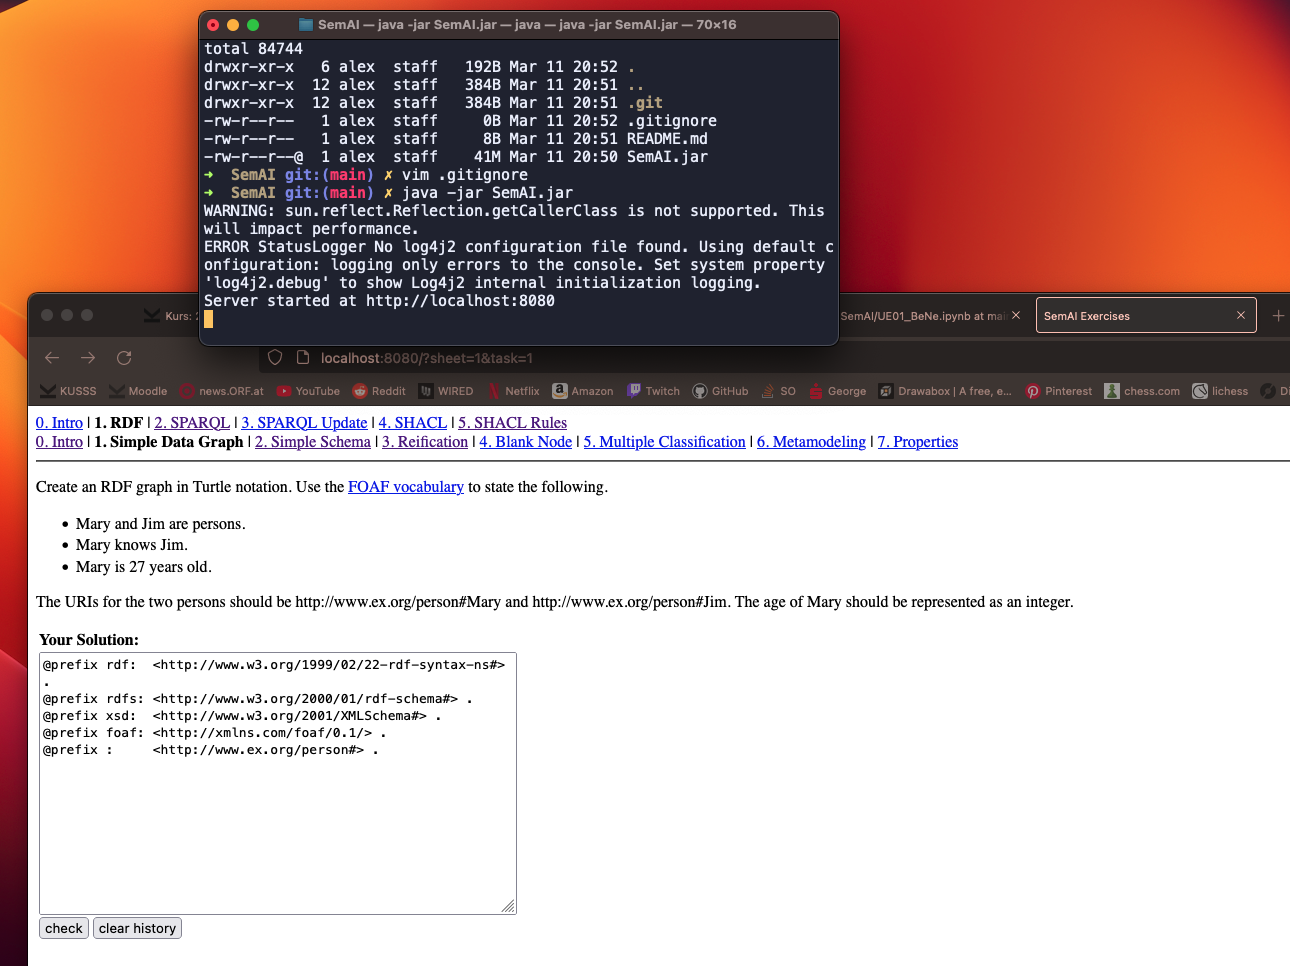 SemAI — java -jar SemAI.jar — java — java -jar SemAI.jar — 70×16
total 84744
drwxr-xr-x   6 alex  staff   192B Mar 11 20:52 .
drwxr-xr-x  12 alex  staff   384B Mar 11 20:51 ..
drwxr-xr-x  12 alex  staff   384B Mar 11 20:51 .git
-rw-r--r--   1 alex  staff     0B Mar 11 20:52 .gitignore
-rw-r--r--   1 alex  staff     8B Mar 11 20:51 README.md
-rw-r--r--@  1 alex  staff    41M Mar 11 20:50 SemAI.jar
➜  SemAI git:(main) ✗ vim .gitignore
➜  SemAI git:(main) ✗ java -jar SemAI.jar
WARNING: sun.reflect.Reflection.getCallerClass is not supported. This
will impact performance.
ERROR StatusLogger No log4j2 configuration file found. Using default c
onfiguration: logging only errors to the console. Set system property
'log4j2.debug' to show Log4j2 internal initialization logging.
Server started at http://localhost:8080
Kurs: SemAI/UE01_BeNe.ipynb at mai SemAI Exercises
localhost:8080/?sheet=1&task=1
KUSSS Moodle news.ORF.at YouTube Reddit WIRED Netflix Amazon Twitch GitHub SO George Drawabox | A free, e... Pinterest chess.com lichess
0. Intro | 1. RDF | 2. SPARQL | 3. SPARQL Update | 4. SHACL | 5. SHACL Rules
0. Intro | 1. Simple Data Graph | 2. Simple Schema | 3. Reification | 4. Blank Node | 5. Multiple Classification | 6. Metamodeling | 7. Properties
Create an RDF graph in Turtle notation. Use the FOAF vocabulary to state the following.
• Mary and Jim are persons.
• Mary knows Jim.
• Mary is 27 years old.
The URIs for the two persons should be http://www.ex.org/person#Mary and http://www.ex.org/person#Jim. The age of Mary should be represented as an integer.
Your Solution:
@prefix rdf:  <http://www.w3.org/1999/02/22-rdf-syntax-ns#>
.
@prefix rdfs: <http://www.w3.org/2000/01/rdf-schema#> .
@prefix xsd:  <http://www.w3.org/2001/XMLSchema#> .
@prefix foaf: <http://xmlns.com/foaf/0.1/> .
@prefix :     <http://www.ex.org/person#> .
check clear history